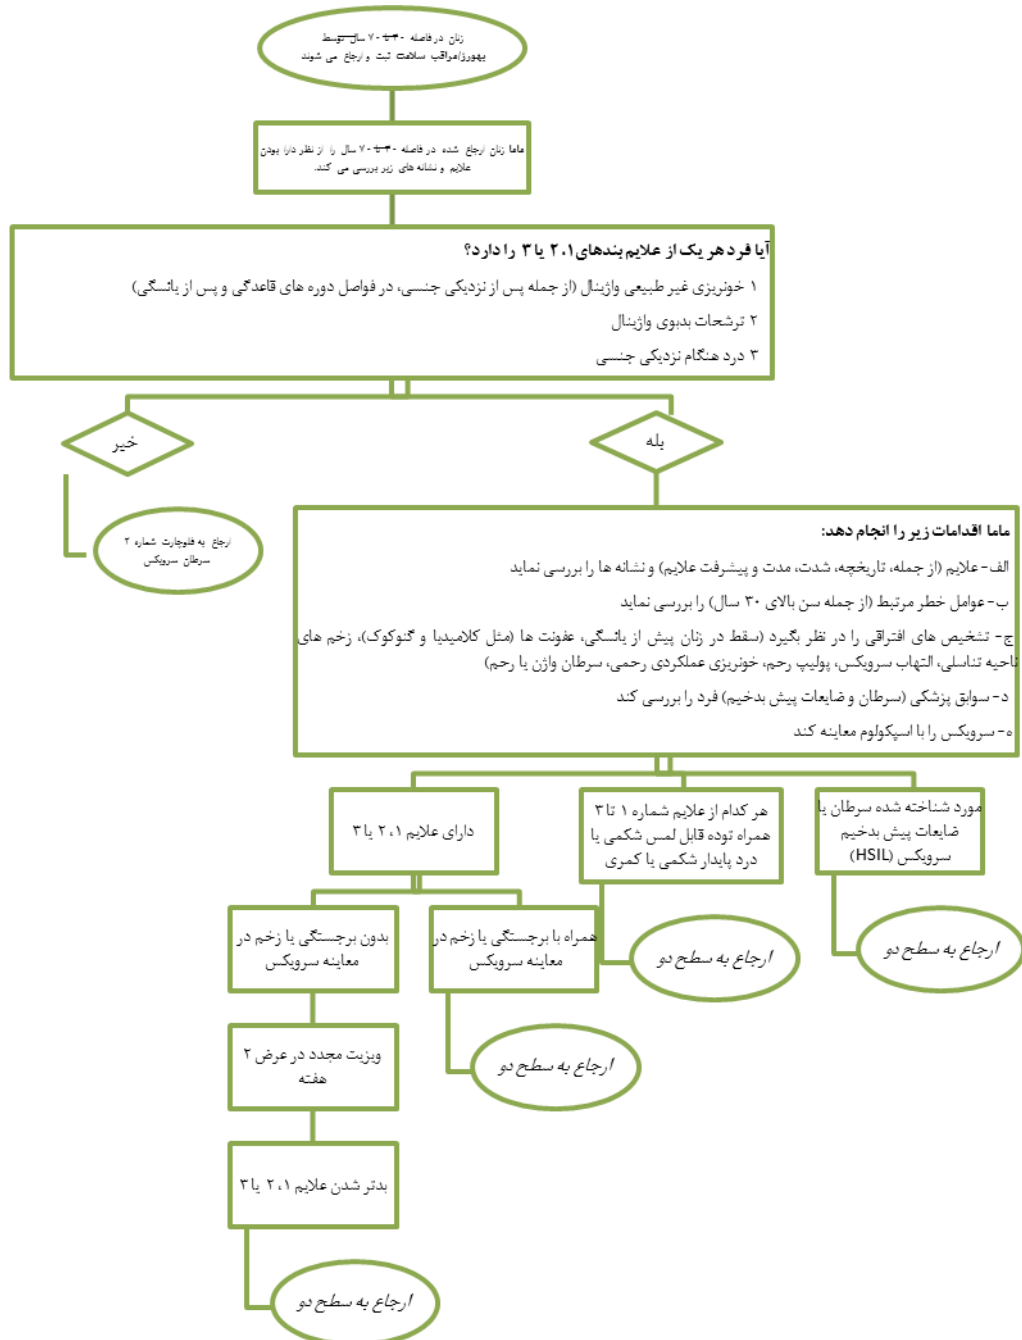 زنان در فاصله ۳۰ تا ۷۰ سال توسط
بهورز/مراقب سلامت ثبت و ارجاع می شوند
ماما زنان ارجاع شده در فاصله ۳۰ تا ۷۰ سال را از نظر دارا بودن
علایم و نشانه های زیر بررسی می کند.
آیا فرد هر یک از علایم بندهای ۲،۱ یا ۳ را دارد؟
۱ خونریزی غیر طبیعی واژینال (از جمله پس از نزدیکی جنسی، در فواصل دوره های قاعدگی و پس از یائسگی)
۲ ترشحات بدبوی واژینال
۳ درد هنگام نزدیکی جنسی
بله
خیر
ارجاع به فلوچارت شماره ۲
سرطان سرویکس
ماما اقدامات زیر را انجام دهد:
الف- علایم (از جمله، تاریخچه، شدت، مدت و پیشرفت علایم) و نشانه ها را بررسی نماید
ب- عوامل خطر مرتبط (از جمله سن بالای ۳۰ سال) را بررسی نماید
ج- تشخیص های افتراقی را در نظر بگیرد (سقط در زنان پیش از یائسگی، عفونت ها (مثل کلامیدیا و گنوکوک)، زخم های
ناحیه تناسلی، التهاب سرویکس، پولیپ رحم، خونریزی عملکردی رحمی، سرطان واژن یا رحم)
د- سوابق پزشکی (سرطان و ضایعات پیش بدخیم) فرد را بررسی کند
ه- سرویکس را با اسپکولوم معاینه کند
مورد شناخته شده سرطان یا
ضایعات پیش بدخیم
سرویکس (HSIL)
ارجاع به سطح دو
هر کدام از علایم شماره ۱ تا ۳
همراه توده قابل لمس شکمی یا
درد پایدار شکمی یا کمری
ارجاع به سطح دو
دارای علایم ۲،۱ یا ۳
همراه با برجستگی یا زخم در
معاینه سرویکس
ارجاع به سطح دو
بدون برجستگی یا زخم در
معاینه سرویکس
ویزیت مجدد در عرض ۲
هفته
بدتر شدن علایم ۲،۱ یا ۳
ارجاع به سطح دو